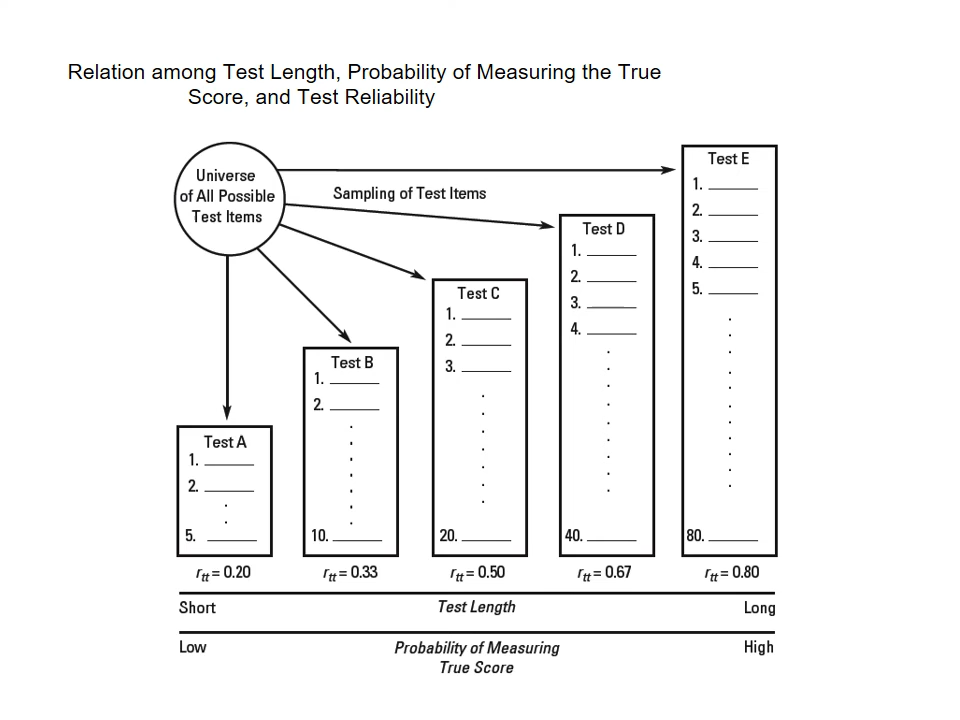 Relation among Test Length, Probability of Measuring the True
Score, and Test Reliability
Universe
of All Possible
Test Items
Sampling of Test Items
Test A
1.
2.
5.
Test B
1.
2.
10.
Test C
1.
2.
3.
20.
Test D
1.
2.
3.
4.
40.
Test E
1.
2.
3.
4.
5.
80.
rtt = 0.20
rtt = 0.33
rtt = 0.50
rtt = 0.67
rtt = 0.80
Short Test Length Long
Low Probability of Measuring High
True Score